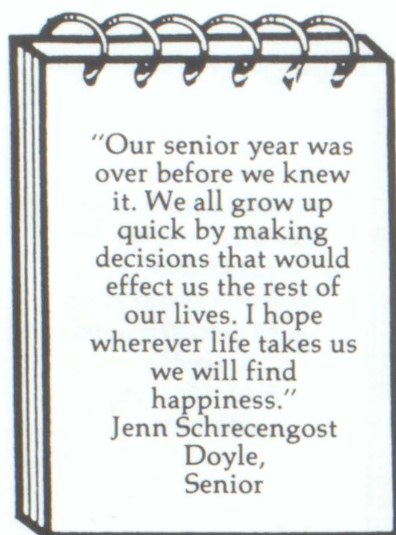 "Our senior year was
over before we knew
it. We all grow up
quick by making
decisions that would
effect us the rest of
our lives. I hope
wherever life takes us
we will find
happiness."
Jenn Schrecengost
Doyle,
Senior